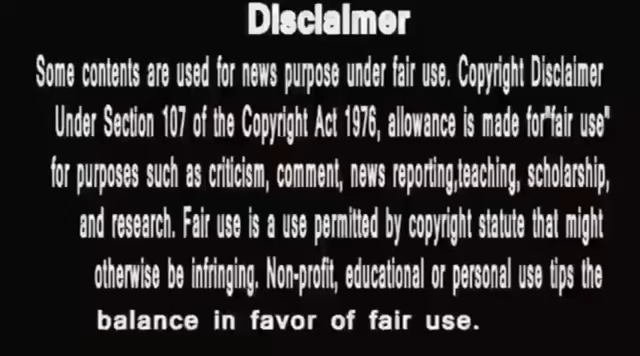 Disclaimer
Some contents are used for news purpose under fair use. Copyright Disclaimer
Under Section 107 of the Copyright Act 1976, allowance is made for"fair use"
for purposes such as criticism, comment, news reporting,teaching, scholarship,
and research. Fair use is a use permitted by copyright statute that might
otherwise be infringing. Non-profit, educational or personal use tips the
balance in favor of fair use.